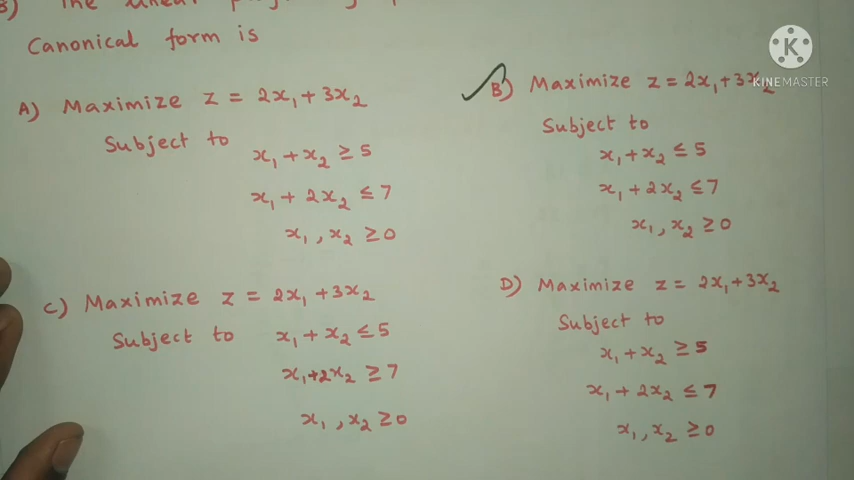 Canonical form is
A) Maximize z = 2x₁ + 3x₂
Subject to
x₁ + x₂ ≥ 5
x₁ + 2x₂ ≤ 7
x₁ , x₂ ≥ 0
B) Maximize z = 2x₁ + 3x₂
Subject to
x₁ + x₂ ≤ 5
x₁ + 2x₂ ≤ 7
x₁ , x₂ ≥ 0
C) Maximize z = 2x₁ + 3x₂
Subject to x₁ + x₂ ≤ 5
x₁ + 2x₂ ≥ 7
x₁ , x₂ ≥ 0
D) Maximize z = 2x₁ + 3x₂
Subject to
x₁ + x₂ ≥ 5
x₁ + 2x₂ ≤ 7
x₁ , x₂ ≥ 0
K
KINEMASTER